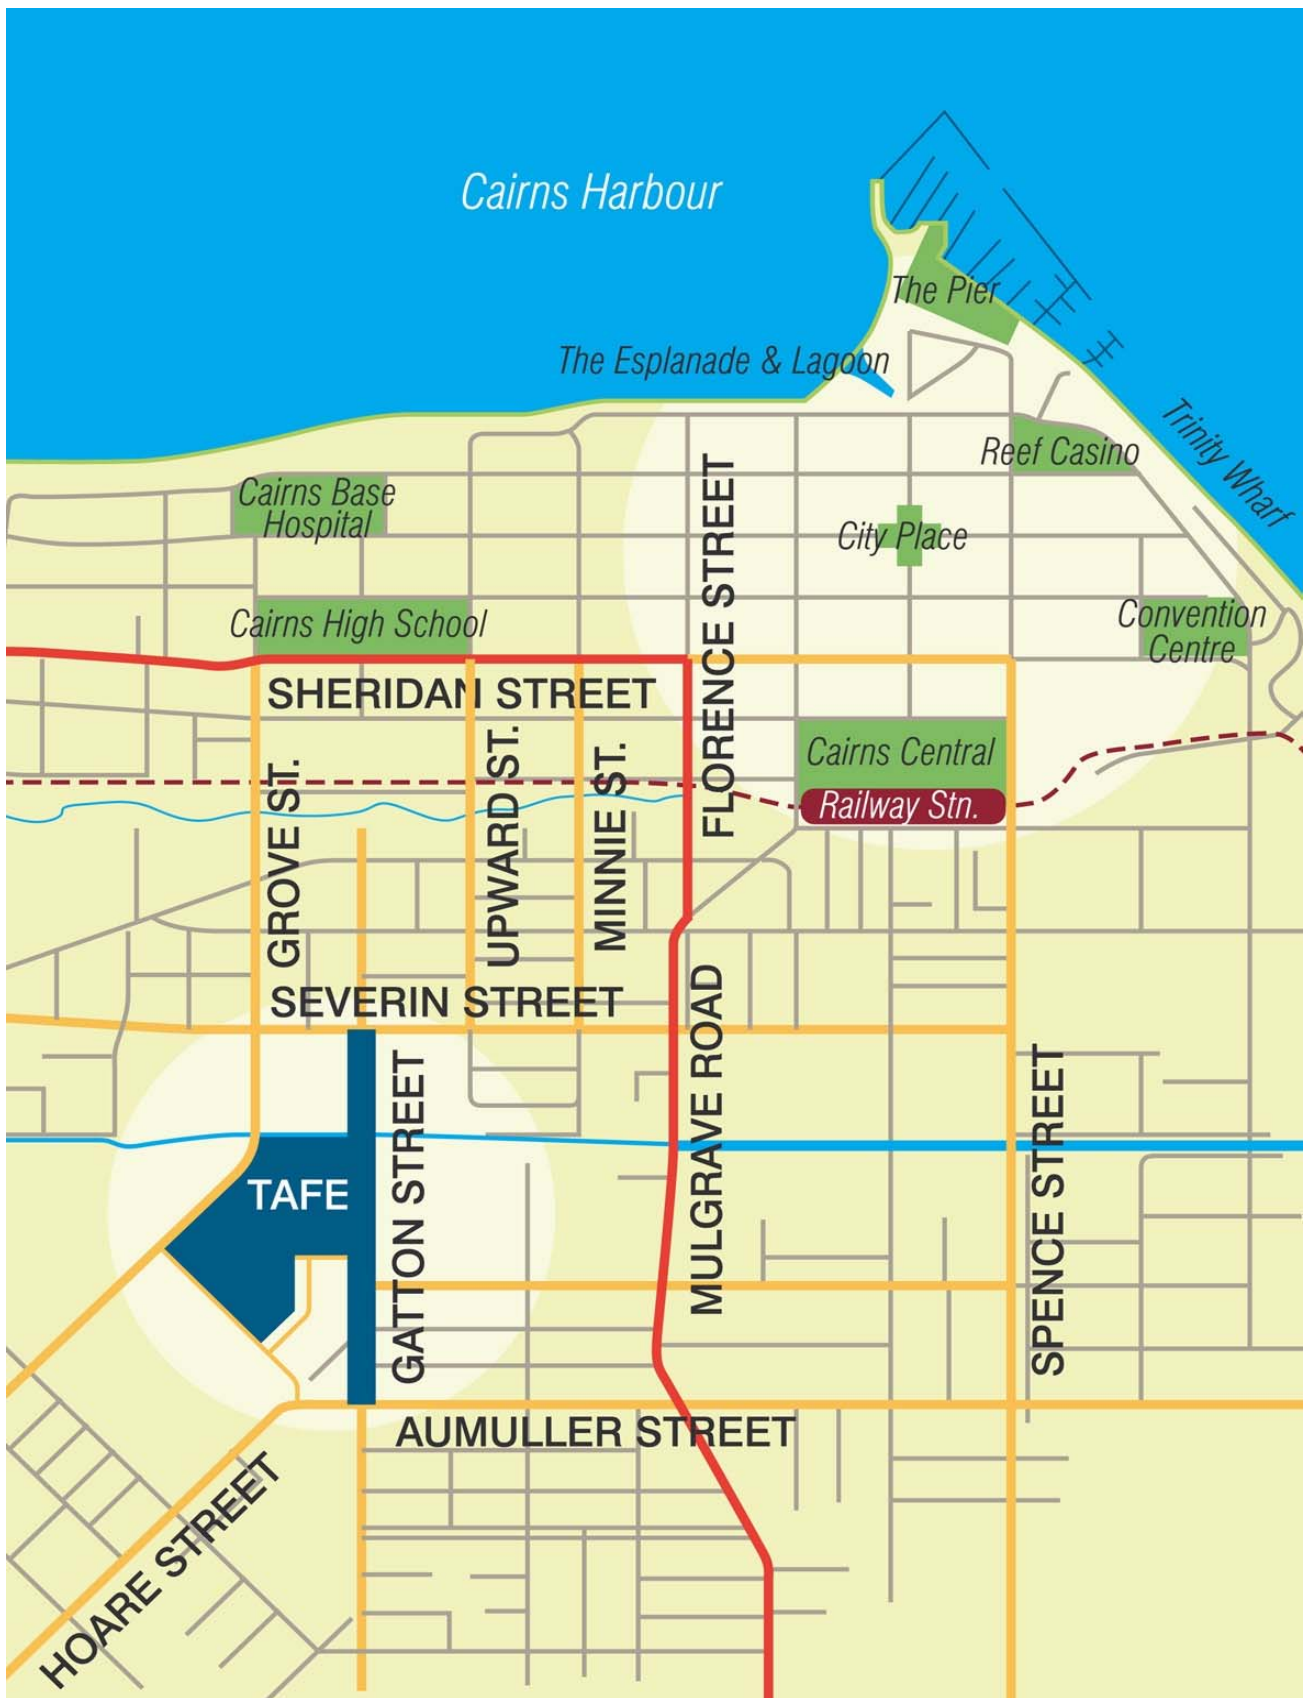 Cairns Harbour
The Pier
The Esplanade & Lagoon
Trinity Wharf
Reef Casino
Cairns Base
Hospital
City Place
FLORENCE STREET
Cairns High School
Convention
Centre
SHERIDAN STREET
Cairns Central
Railway Stn.
GROVE ST.
UPWARD ST.
MINNIE ST.
SEVERIN STREET
MULGRAVE ROAD
GATTON STREET
SPENCE STREET
TAFE
AUMULLER STREET
HOARE STREET